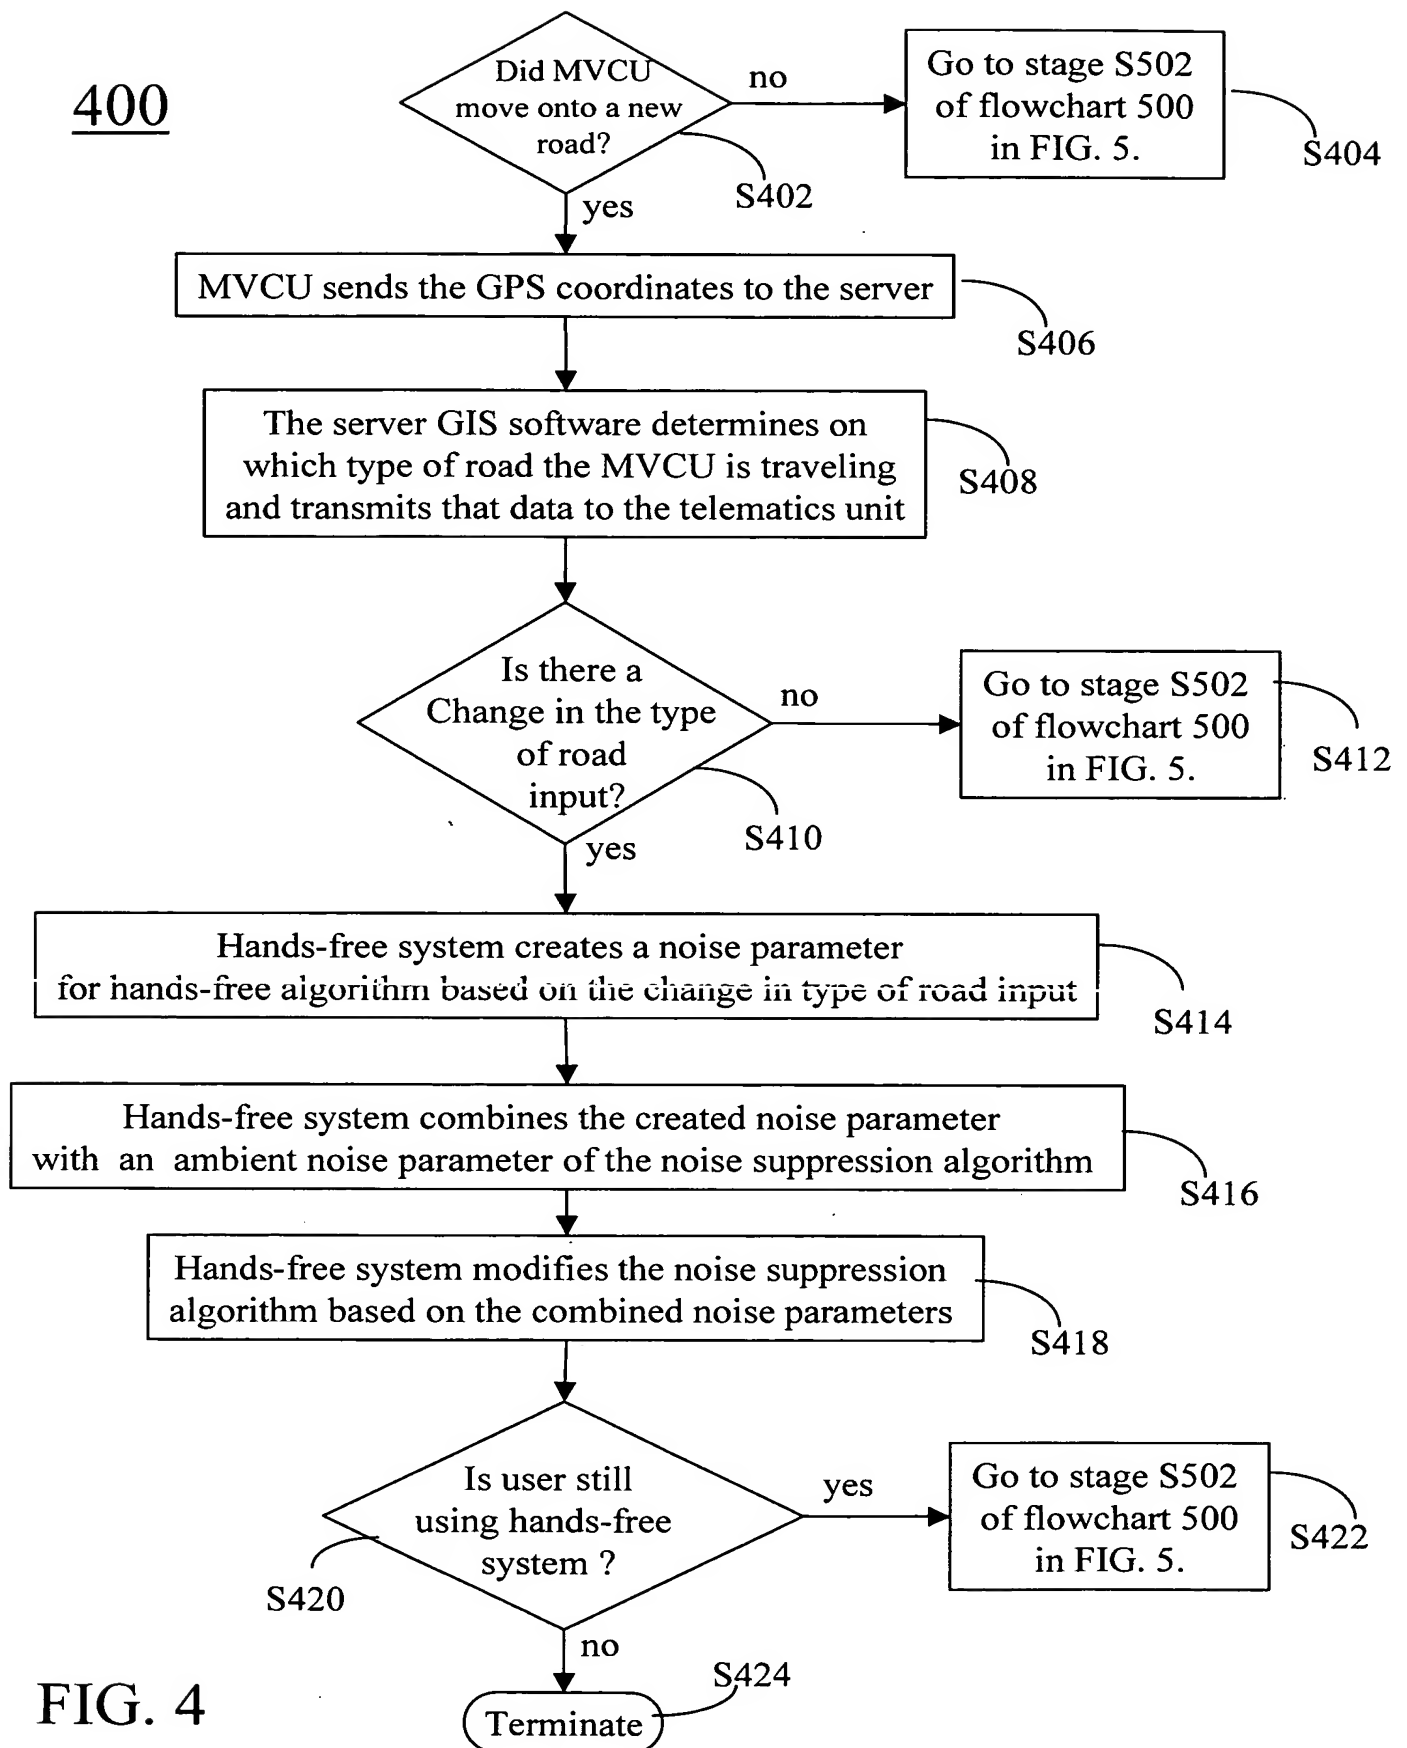 400
Did MVCU
move onto a new
road?
no
Go to stage S502
of flowchart 500
in FIG. 5.
S404
S402
yes
MVCU sends the GPS coordinates to the server
S406
The server GIS software determines on
which type of road the MVCU is traveling
and transmits that data to the telematics unit
S408
Is there a
Change in the type
of road
input?
no
Go to stage S502
of flowchart 500
in FIG. 5.
S412
S410
yes
Hands-free system creates a noise parameter
for hands-free algorithm based on the change in type of road input
S414
Hands-free system combines the created noise parameter
with an ambient noise parameter of the noise suppression algorithm
S416
Hands-free system modifies the noise suppression
algorithm based on the combined noise parameters
S418
Is user still
using hands-free
system ?
yes
Go to stage S502
of flowchart 500
in FIG. 5.
S422
S420
no
S424
Terminate
FIG. 4